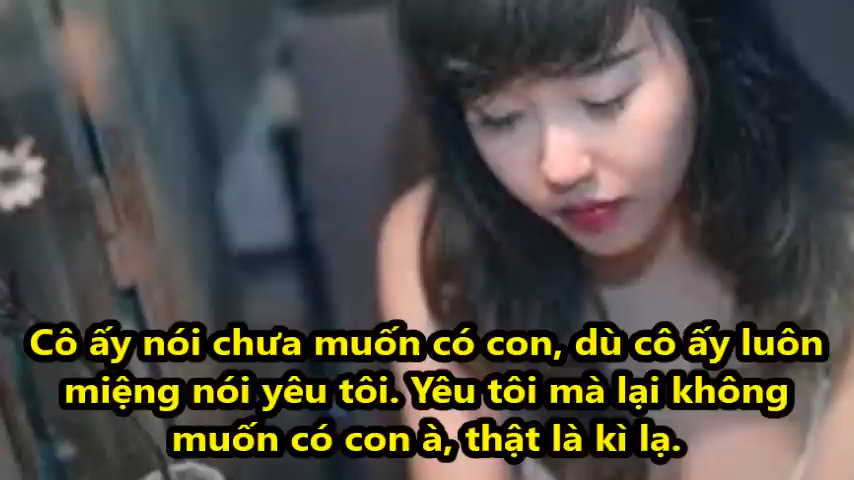 Cô ấy nói chưa muốn có con, dù cô ấy luôn
miệng nói yêu tôi. Yêu tôi mà lại không
muốn có con à, thật là kì lạ.